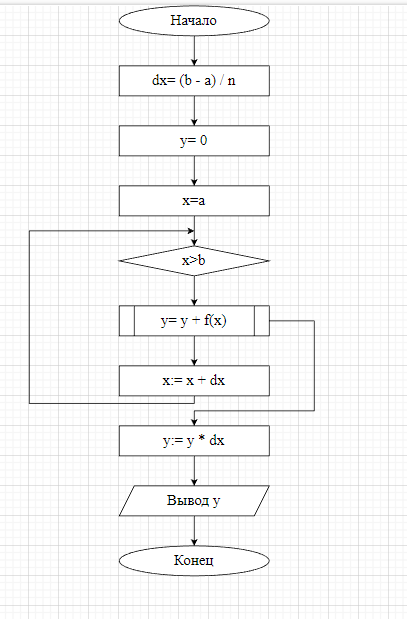 Начало
dx= (b - a) / n
y= 0
x=a
x>b
y= y + f(x)
x:= x + dx
y:= y * dx
Вывод y
Конец